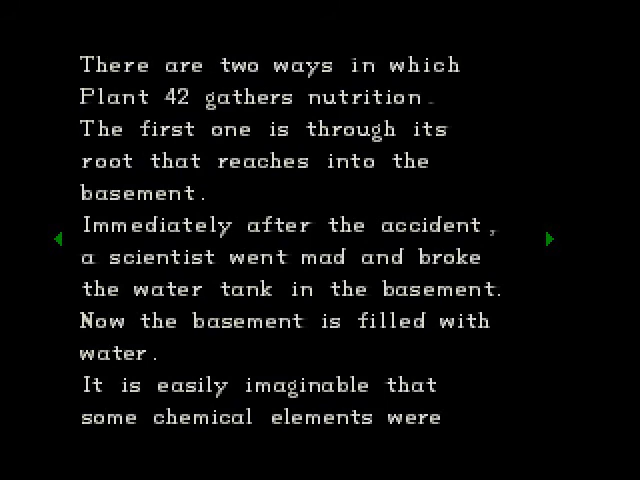 There are two ways in which
Plant 42 gathers nutrition.
The first one is through its
root that reaches into the
basement.
Immediately after the accident,
a scientist went mad and broke
the water tank in the basement.
Now the basement is filled with
water.
It is easily imaginable that
some chemical elements were